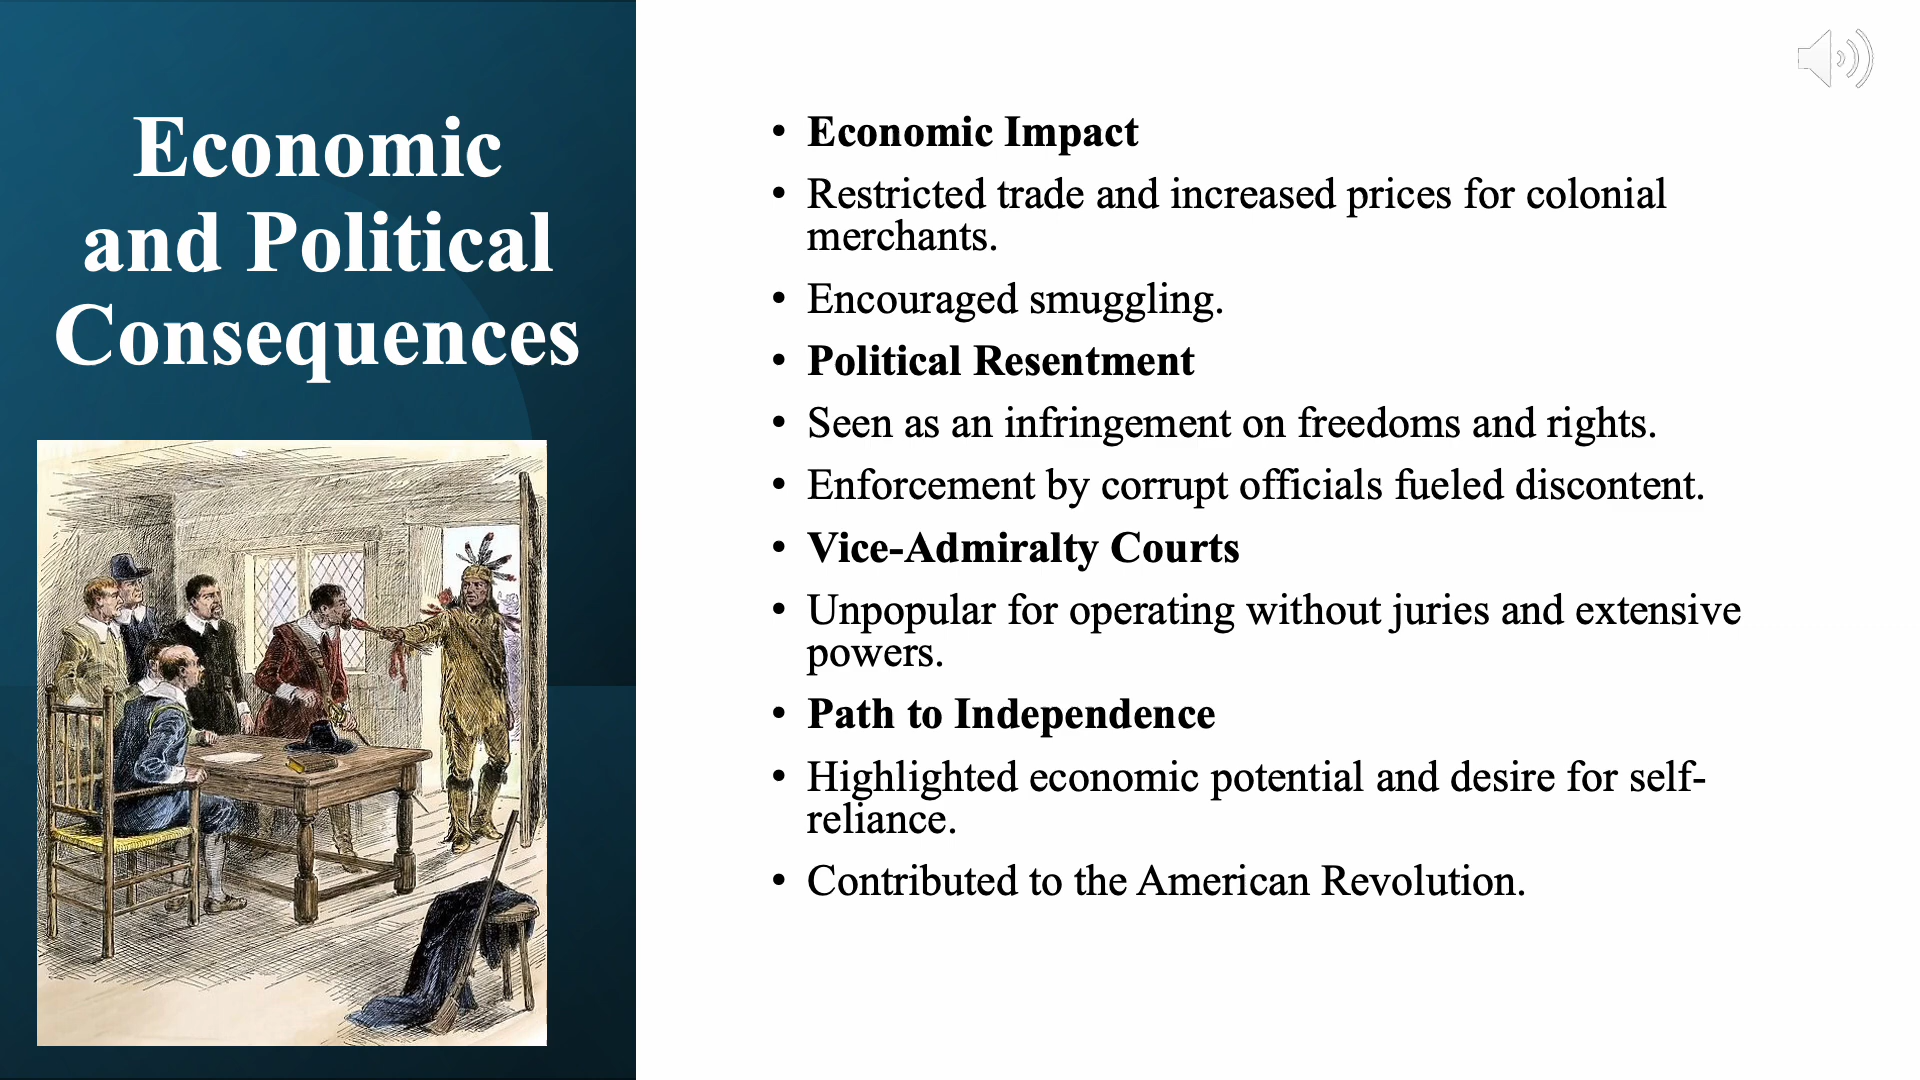 Economic
and Political
Consequences
• Economic Impact
• Restricted trade and increased prices for colonial
merchants.
• Encouraged smuggling.
• Political Resentment
• Seen as an infringement on freedoms and rights.
• Enforcement by corrupt officials fueled discontent.
• Vice-Admiralty Courts
• Unpopular for operating without juries and extensive
powers.
• Path to Independence
• Highlighted economic potential and desire for self-
reliance.
• Contributed to the American Revolution.